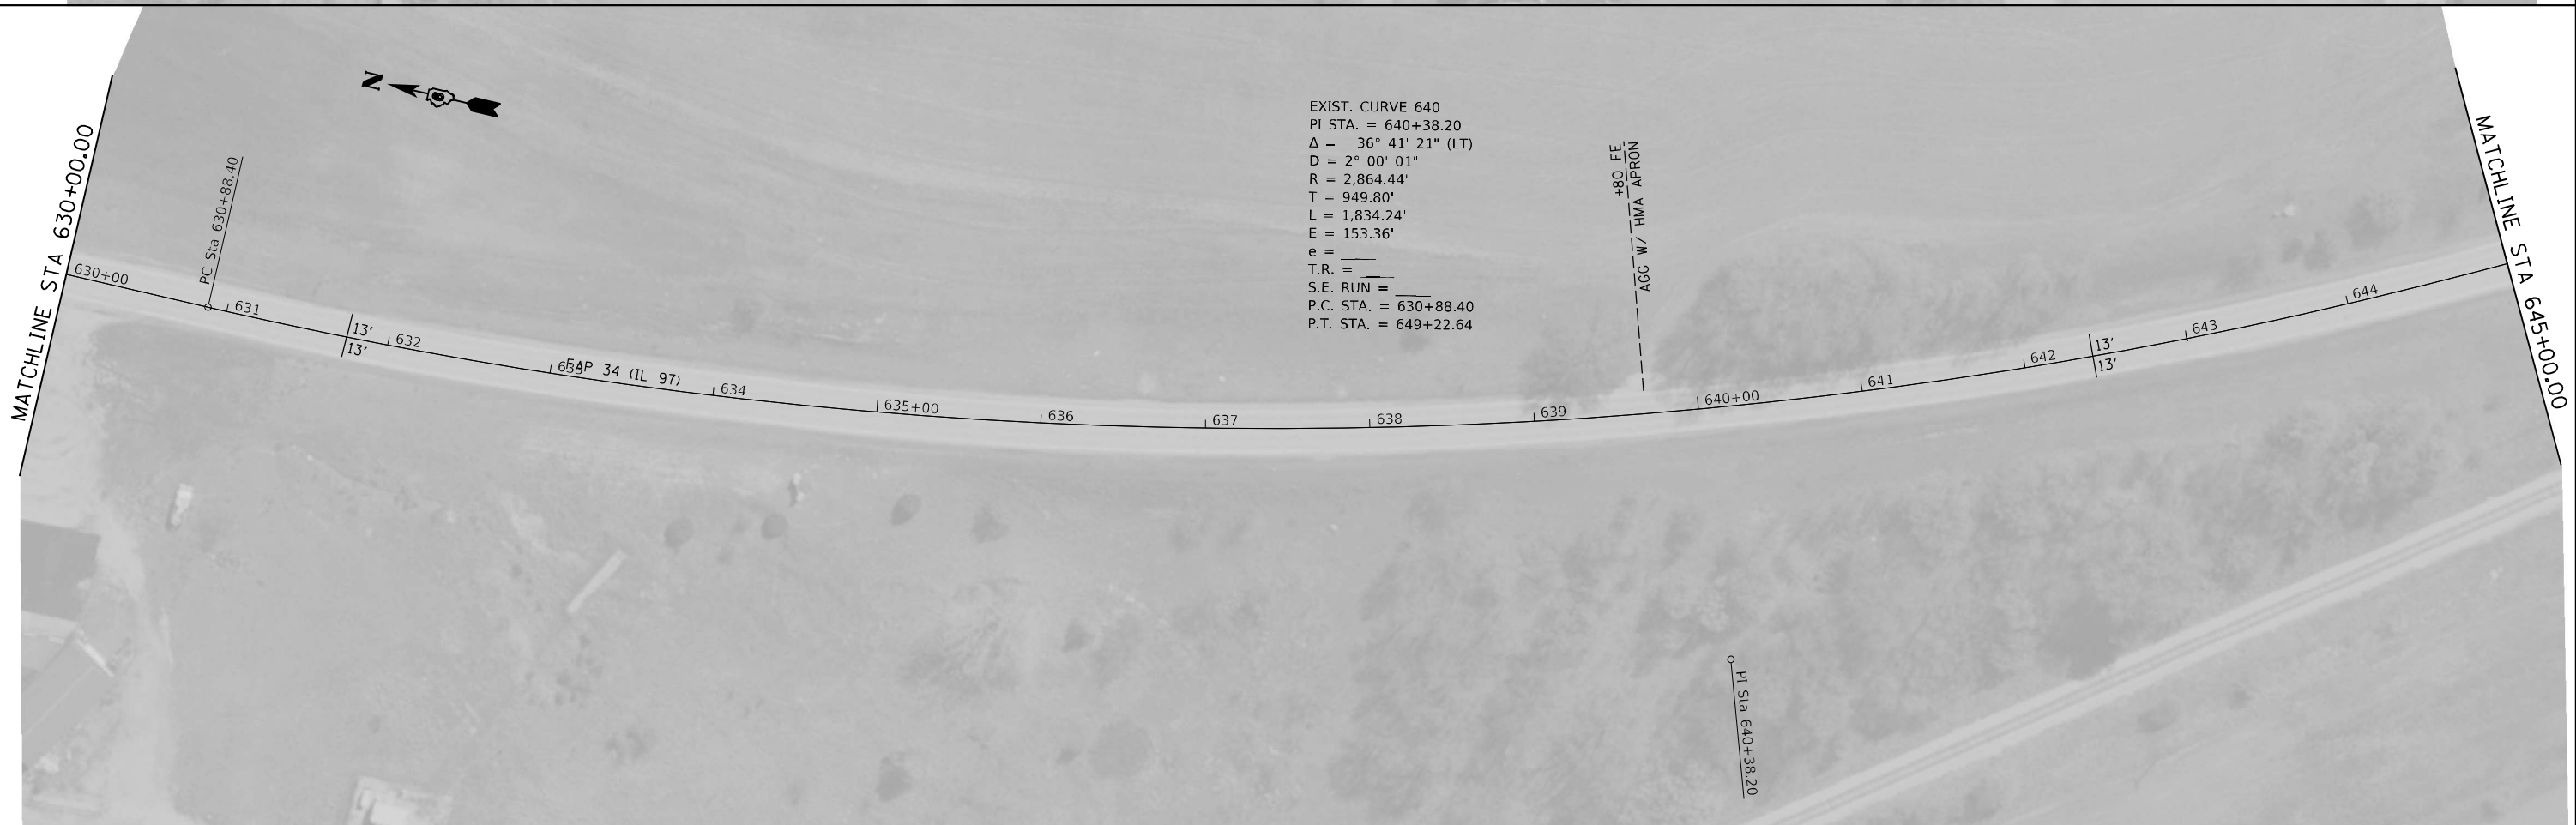 N
MATCHLINE STA 630+00.00
PC Sta 630+88.40
EXIST. CURVE 640
PI STA. = 640+38.20
Δ = 36° 41' 21" (LT)
D = 2° 00' 01"
R = 2,864.44'
T = 949.80'
L = 1,834.24'
E = 153.36'
e = ____
T.R. = ____
S.E. RUN = ____
P.C. STA. = 630+88.40
P.T. STA. = 649+22.64
+80 FE
AGG W/ HMA APRON
MATCHLINE STA 645+00.00
630+00
631
13'
13'
632
633
FAP 34 (IL 97)
634
635+00
636
637
638
639
640+00
641
642
13'
13'
643
644
PI Sta 640+38.20